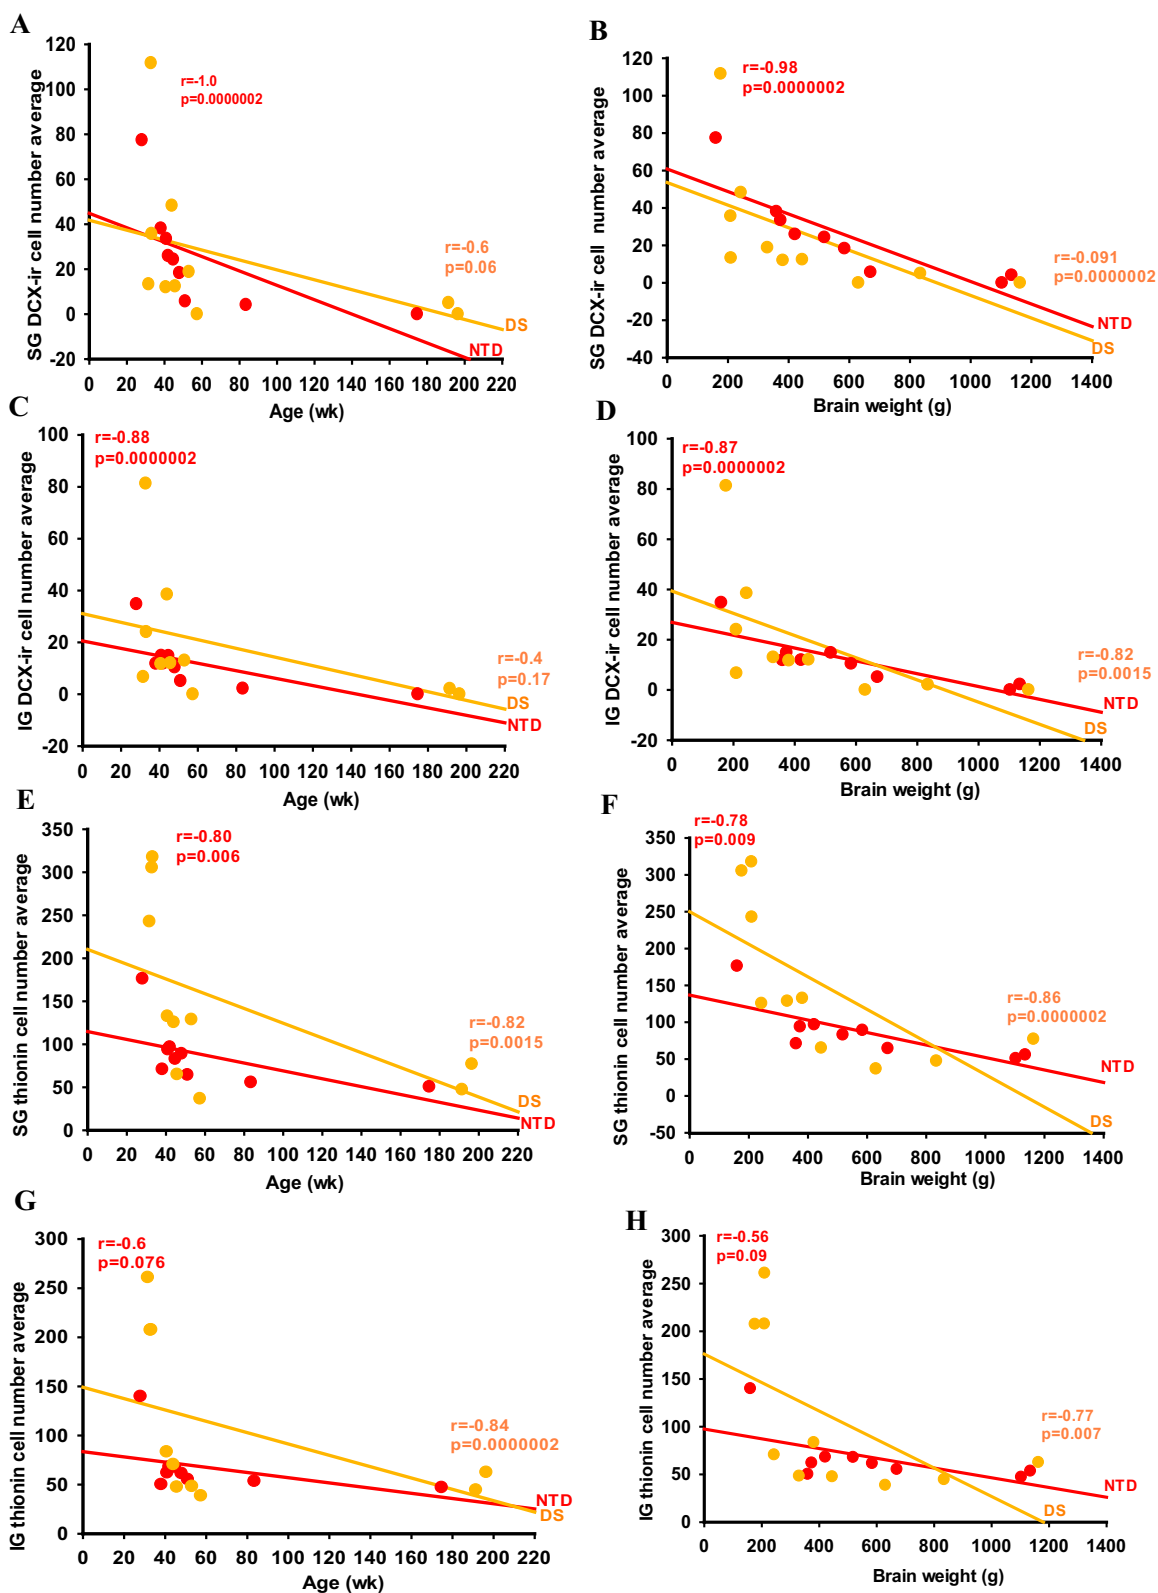 A
SG DCX-ir cell number average
120
100
80
60
40
20
0
-20
r=-1.0
p=0.0000002
r=-0.6
p=0.06
DS
NTD
0 20 40 60 80 100 120 140 160 180 200 220
Age (wk)
B
SG DCX-ir cell number average
120
100
80
60
40
20
0
-20
-40
r=-0.98
p=0.0000002
r=-0.091
p=0.0000002
NTD
DS
0 200 400 600 800 1000 1200 1400
Brain weight (g)
C
IG DCX-ir cell number average
100
80
60
40
20
0
-20
r=-0.88
p=0.0000002
r=-0.4
p=0.17
DS
NTD
0 20 40 60 80 100 120 140 160 180 200 220
Age (wk)
D
IG DCX-ir cell number average
100
80
60
40
20
0
-20
r=-0.87
p=0.0000002
r=-0.82
p=0.0015
NTD
DS
0 200 400 600 800 1000 1200 1400
Brain weight (g)
E
SG thionin cell number average
350
300
250
200
150
100
50
0
r=-0.80
p=0.006
r=-0.82
p=0.0015
DS
NTD
0 20 40 60 80 100 120 140 160 180 200 220
Age (wk)
F
SG thionin cell number average
350
300
250
200
150
100
50
0
-50
r=-0.78
p=0.009
r=-0.86
p=0.0000002
NTD
DS
0 200 400 600 800 1000 1200 1400
Brain weight (g)
G
IG thionin cell number average
300
250
200
150
100
50
0
r=-0.6
p=0.076
r=-0.84
p=0.0000002
NTD
DS
0 20 40 60 80 100 120 140 160 180 200 220
Age (wk)
H
IG thionin cell number average
300
250
200
150
100
50
0
r=-0.56
p=0.09
r=-0.77
p=0.007
NTD
DS
0 200 400 600 800 1000 1200 1400
Brain weight (g)